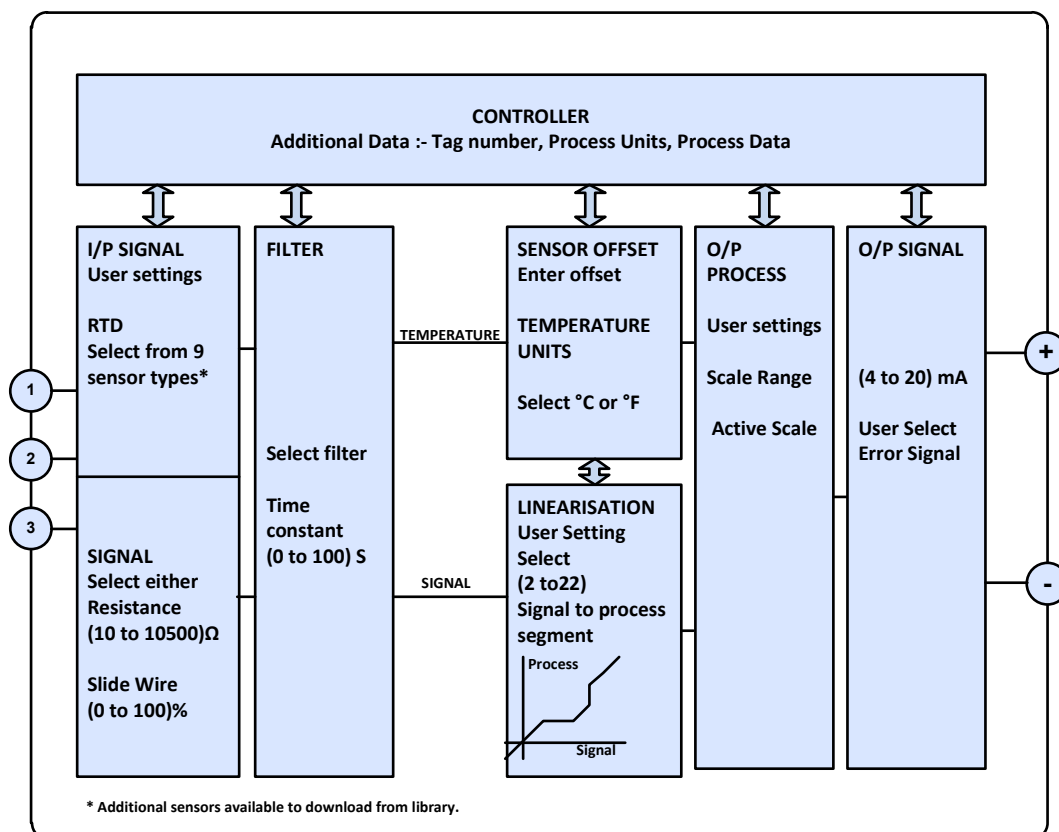 CONTROLLER
Additional Data :- Tag number, Process Units, Process Data
I/P SIGNAL
User settings
RTD
Select from 9
sensor types*
1
2
3
SIGNAL
Select either
Resistance
(10 to 10500)Ω
Slide Wire
(0 to 100)%
FILTER
Select filter
Time
constant
(0 to 100) S
TEMPERATURE
SIGNAL
SENSOR OFFSET
Enter offset
TEMPERATURE
UNITS
Select °C or °F
LINEARISATION
User Setting
Select
(2 to22)
Signal to process
segment
Process
Signal
O/P
PROCESS
User settings
Scale Range
Active Scale
O/P SIGNAL
(4 to 20) mA
User Select
Error Signal
+
-
* Additional sensors available to download from library.